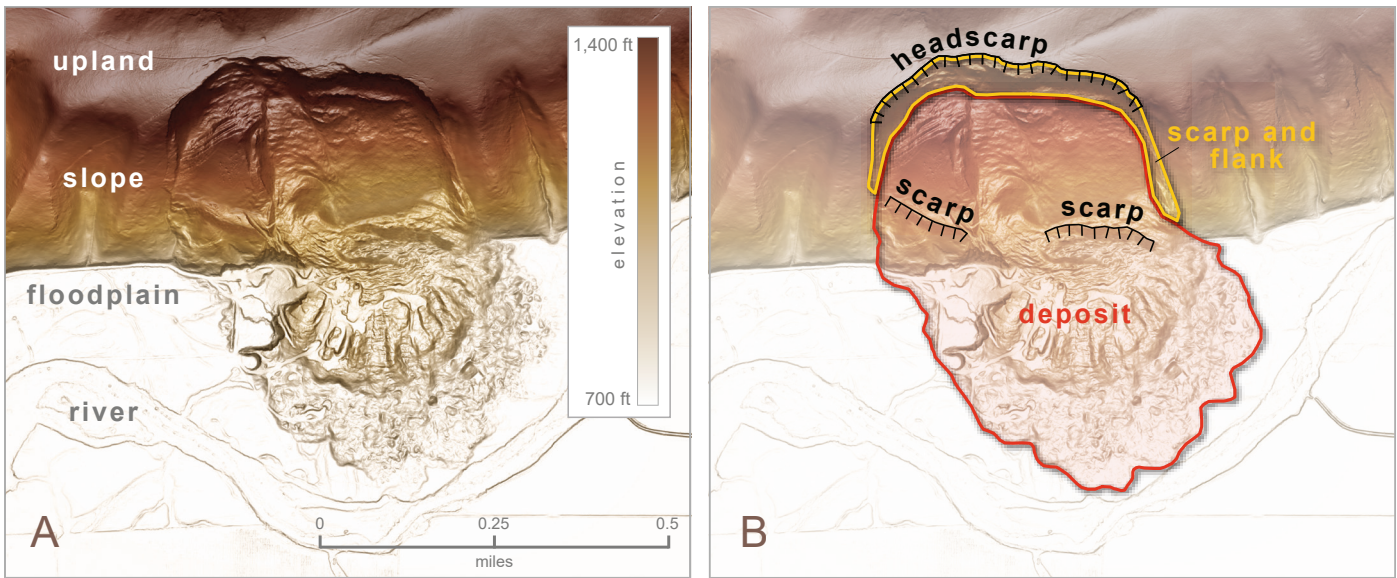 upland
slope
floodplain
river
A
1,400 ft
elevation
700 ft
0
0.25
0.5
miles
headscarp
scarp and
flank
scarp
scarp
deposit
B